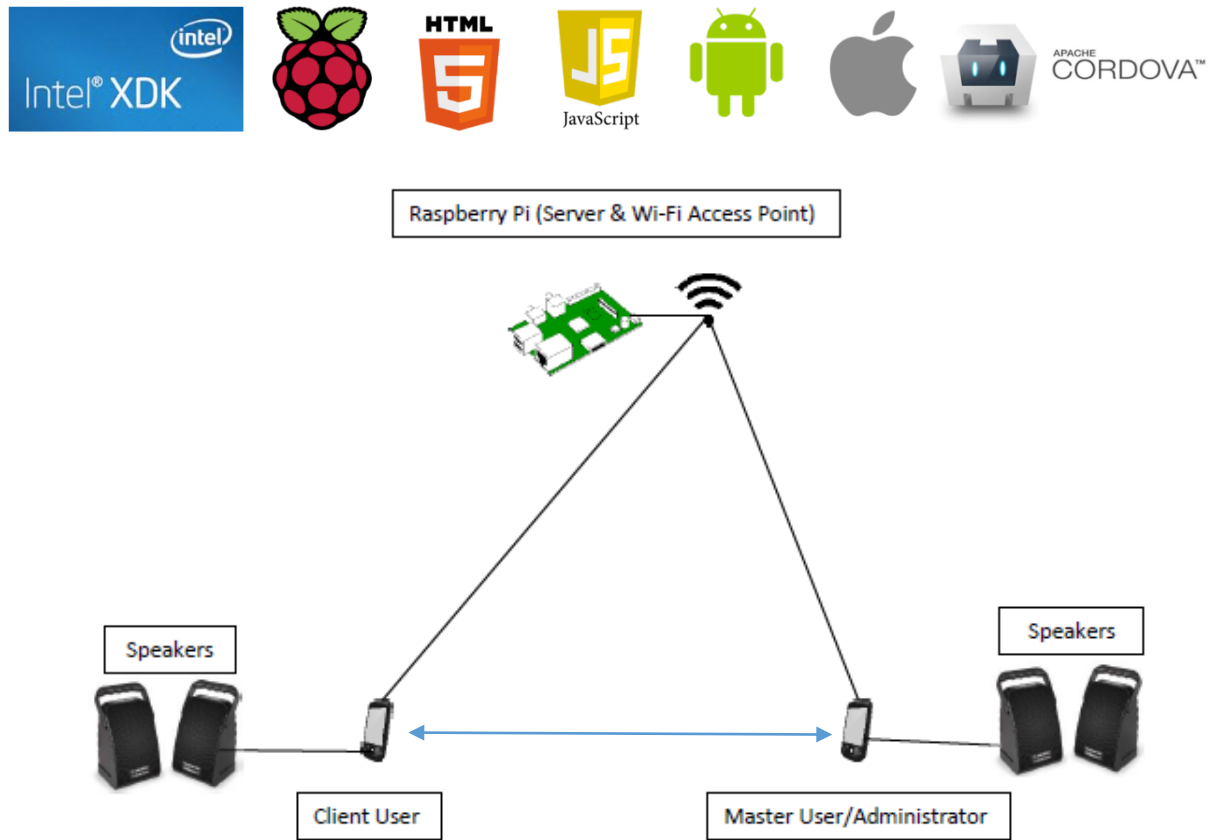 (intel)
Intel® XDK
HTML
5
JS
JavaScript
APACHE
CORDOVA™
Raspberry Pi (Server & Wi-Fi Access Point)
Speakers
Speakers
Client User
Master User/Administrator